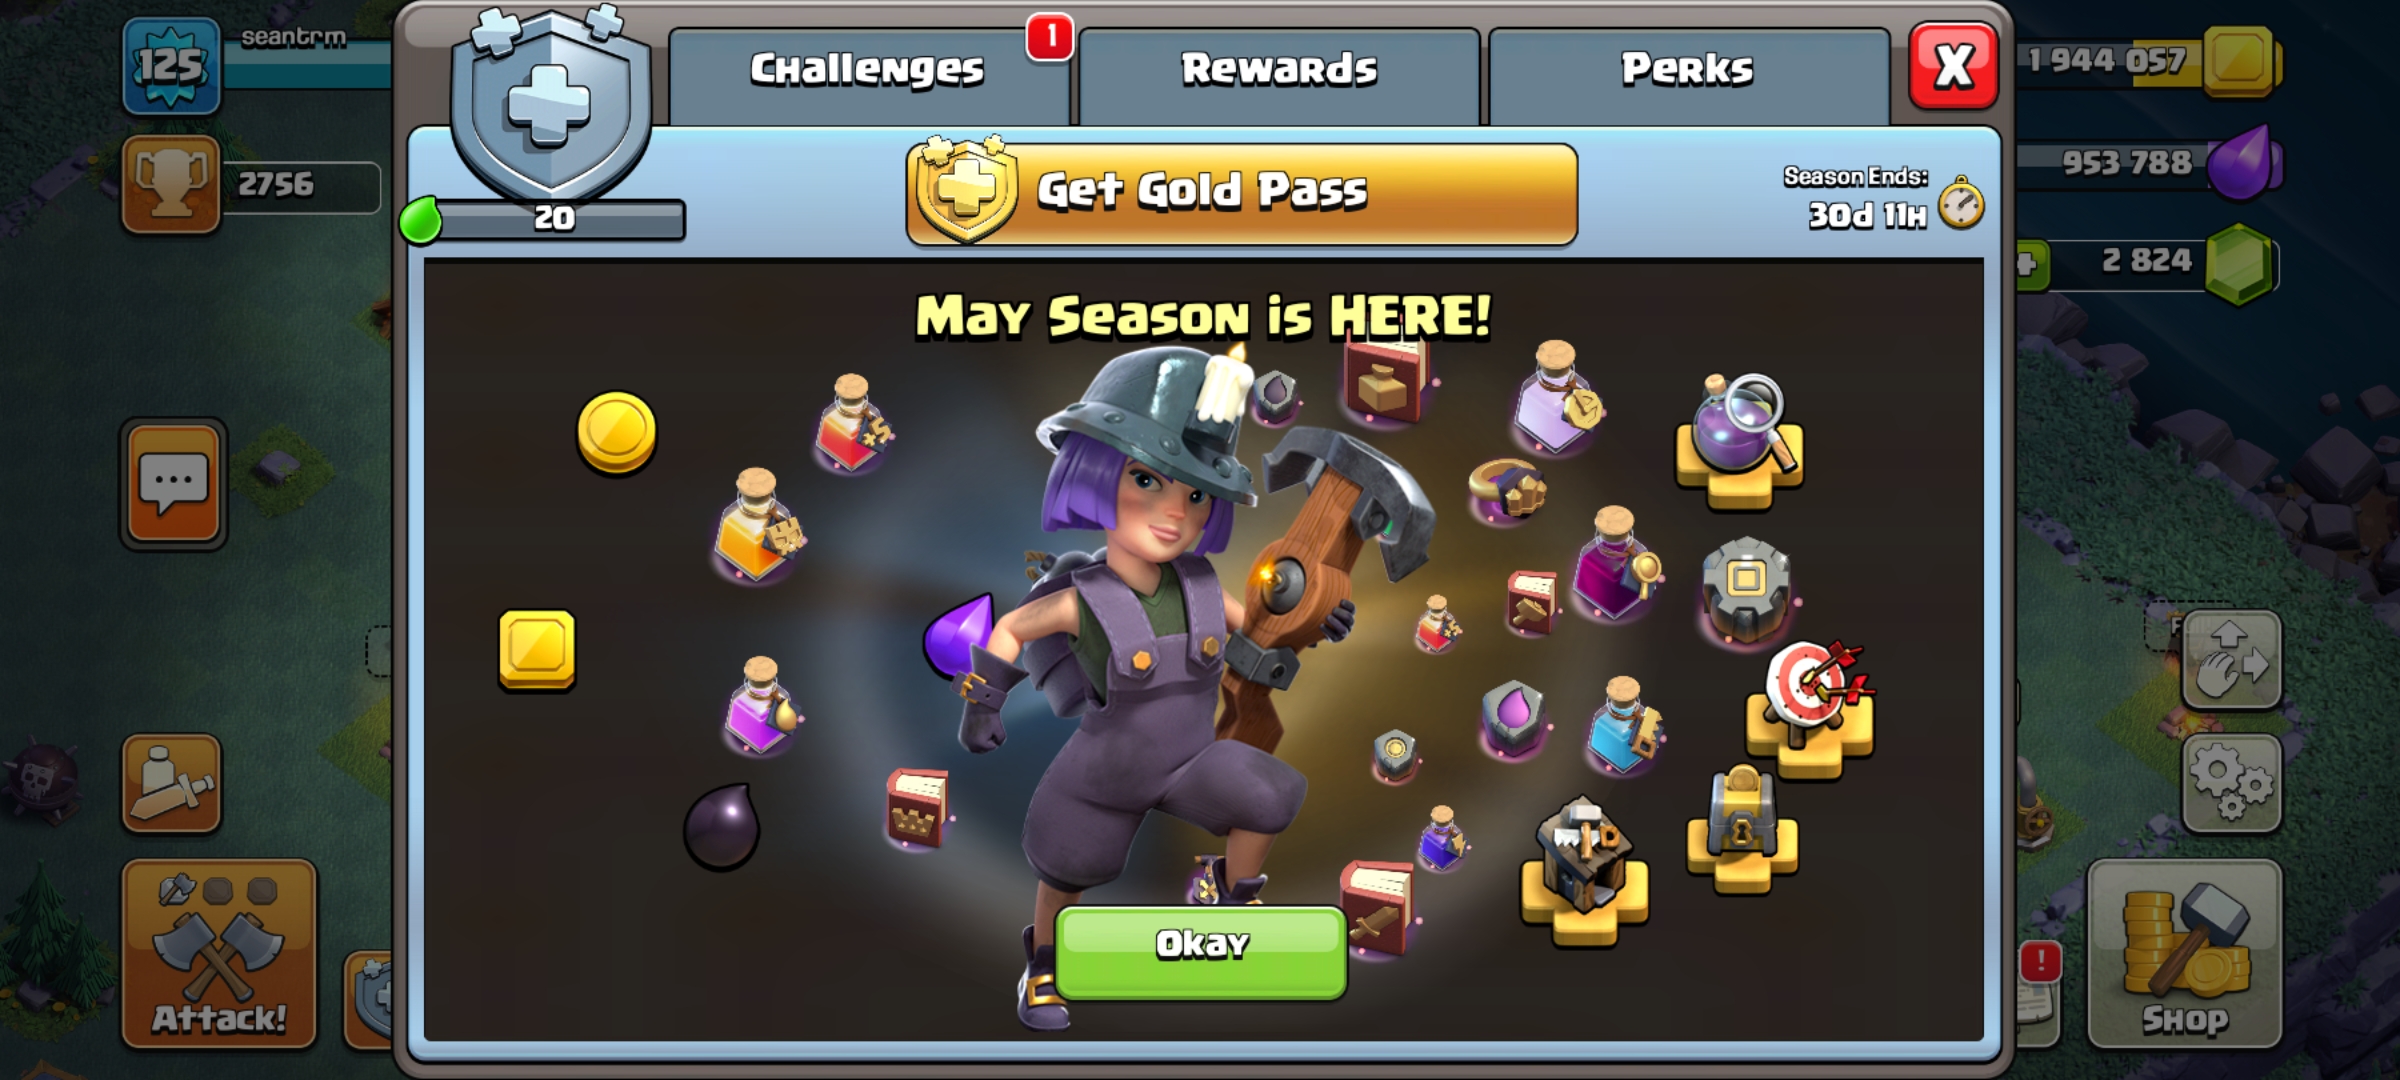 125
seantrm
2756
Challenges
1
Rewards
Perks
X
1 944 057
20
Get Gold Pass
Season Ends:
30d 11H
953 788
2 824
May Season is HERE!
x5
Okay
Attack!
!
Shop